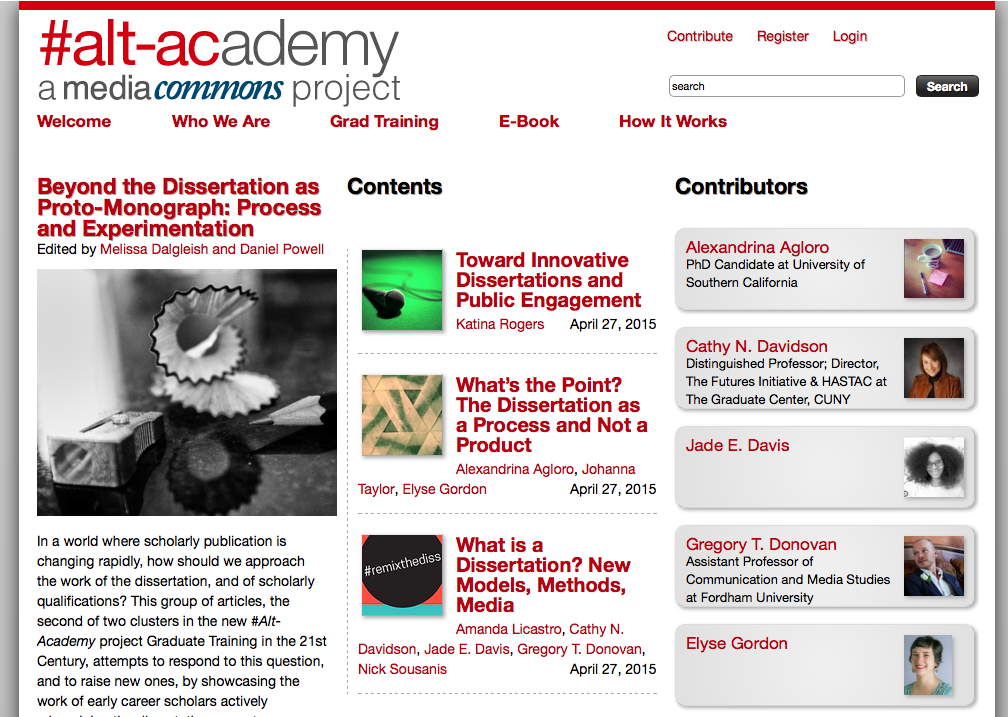 #alt-academy
a mediacommons project
Contribute Register Login
search Search
Welcome Who We Are Grad Training E-Book How It Works
Beyond the Dissertation as
Proto-Monograph: Process
and Experimentation
Edited by Melissa Dalgleish and Daniel Powell
In a world where scholarly publication is
changing rapidly, how should we approach
the work of the dissertation, and of scholarly
qualifications? This group of articles, the
second of two clusters in the new #Alt-
Academy project Graduate Training in the 21st
Century, attempts to respond to this question,
and to raise new ones, by showcasing the
work of early career scholars actively
Contents
Toward Innovative
Dissertations and
Public Engagement
Katina Rogers April 27, 2015
What's the Point?
The Dissertation as
a Process and Not a
Product
Alexandrina Agloro, Johanna
Taylor, Elyse Gordon April 27, 2015
#remixthediss
What is a
Dissertation? New
Models, Methods,
Media
Amanda Licastro, Cathy N.
Davidson, Jade E. Davis, Gregory T. Donovan,
Nick Sousanis April 27, 2015
Contributors
Alexandrina Agloro
PhD Candidate at University of
Southern California
Cathy N. Davidson
Distinguished Professor; Director,
The Futures Initiative & HASTAC at
The Graduate Center, CUNY
Jade E. Davis
Gregory T. Donovan
Assistant Professor of
Communication and Media Studies
at Fordham University
Elyse Gordon